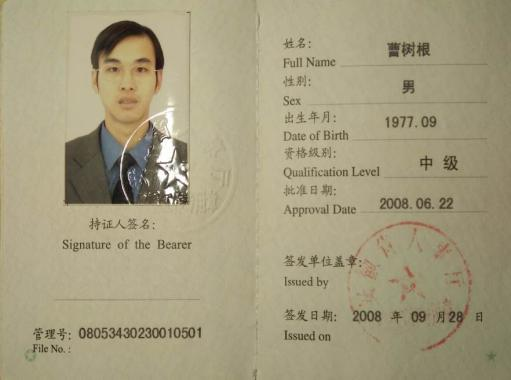 持证人签名:
Signature of the Bearer
管理号: 08053430230010501
File No. :
姓名: 曹树根
Full Name
性别: 男
Sex
出生年月: 1977.09
Date of Birth
资格级别: 中 级
Qualification Level
批准日期: 2008.06.22
Approval Date
签发单位盖章:
Issued by
签发日期: 2008 年 09 月 28 日
Issued on